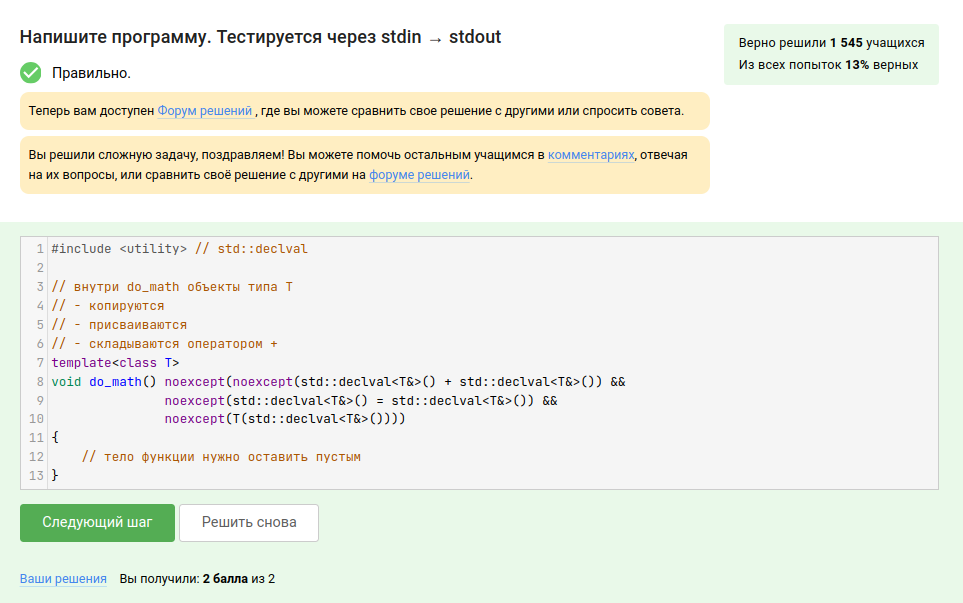 Напишите программу. Тестируется через stdin → stdout
Верно решили 1 545 учащихся
Из всех попыток 13% верных
Правильно.
Теперь вам доступен Форум решений , где вы можете сравнить свое решение с другими или спросить совета.
Вы решили сложную задачу, поздравляем! Вы можете помочь остальным учащимся в комментариях, отвечая
на их вопросы, или сравнить своё решение с другими на форуме решений.
1 #include <utility> // std::declval
2
3 // внутри do_math объекты типа T
4 // - копируются
5 // - присваиваются
6 // - складываются оператором +
7 template<class T>
8 void do_math() noexcept(noexcept(std::declval<T&>() + std::declval<T&>()) &&
9                noexcept(std::declval<T&>() = std::declval<T&>()) &&
10                noexcept(T(std::declval<T&>())))
11 {
12     // тело функции нужно оставить пустым
13 }
Следующий шаг
Решить снова
Ваши решения Вы получили: 2 балла из 2